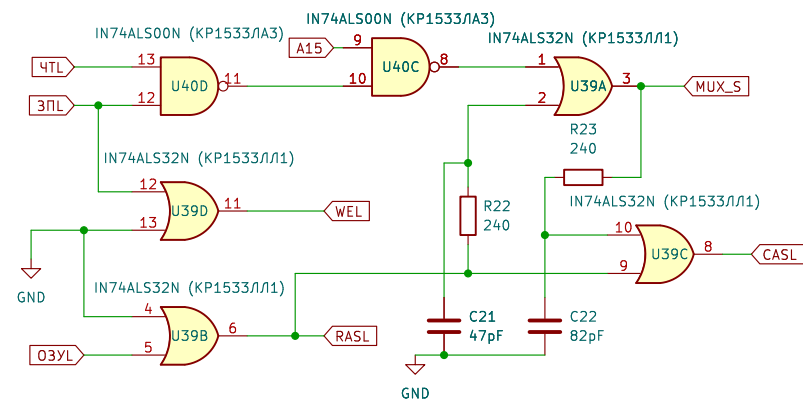 IN74ALS00N (КР1533ЛА3)
IN74ALS00N (КР1533ЛА3)
IN74ALS32N (КР1533ЛЛ1)
ЧТL
13
U40D
11
ЗПL
12
A15
9
U40C
8
10
1
U39A
3
MUX_S
2
R23
240
IN74ALS32N (КР1533ЛЛ1)
12
U39D
11
WEL
13
GND
R22
240
IN74ALS32N (КР1533ЛЛ1)
10
U39C
8
CASL
9
IN74ALS32N (КР1533ЛЛ1)
4
U39B
6
RASL
ОЗУL
5
C21
47pF
C22
82pF
GND